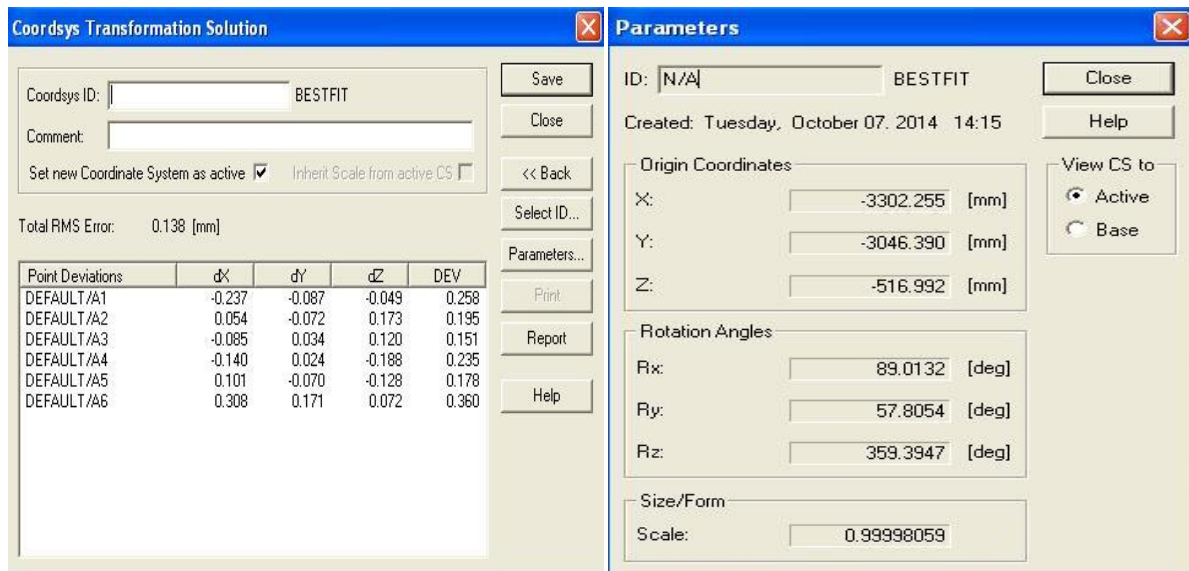 Coordsys Transformation Solution
Coordsys ID: BESTFIT
Comment:
Set new Coordinate System as active Inherit Scale from active CS
Total RMS Error: 0.138 [mm]
Point Deviations dX dY dZ DEV
DEFAULT/A1 -0.237 -0.087 -0.049 0.258
DEFAULT/A2 0.054 -0.072 0.173 0.195
DEFAULT/A3 -0.085 0.034 0.120 0.151
DEFAULT/A4 -0.140 0.024 -0.188 0.235
DEFAULT/A5 0.101 -0.070 -0.128 0.178
DEFAULT/A6 0.308 0.171 0.072 0.360
Save
Close
<< Back
Select ID...
Parameters...
Print
Report
Help
Parameters
ID: N/A BESTFIT
Created: Tuesday, October 07. 2014 14:15
Origin Coordinates
X: -3302.255 [mm]
Y: -3046.390 [mm]
Z: -516.992 [mm]
Rotation Angles
Rx: 89.0132 [deg]
Ry: 57.8054 [deg]
Rz: 359.3947 [deg]
Size/Form
Scale: 0.99998059
Close
Help
View CS to
Active
Base